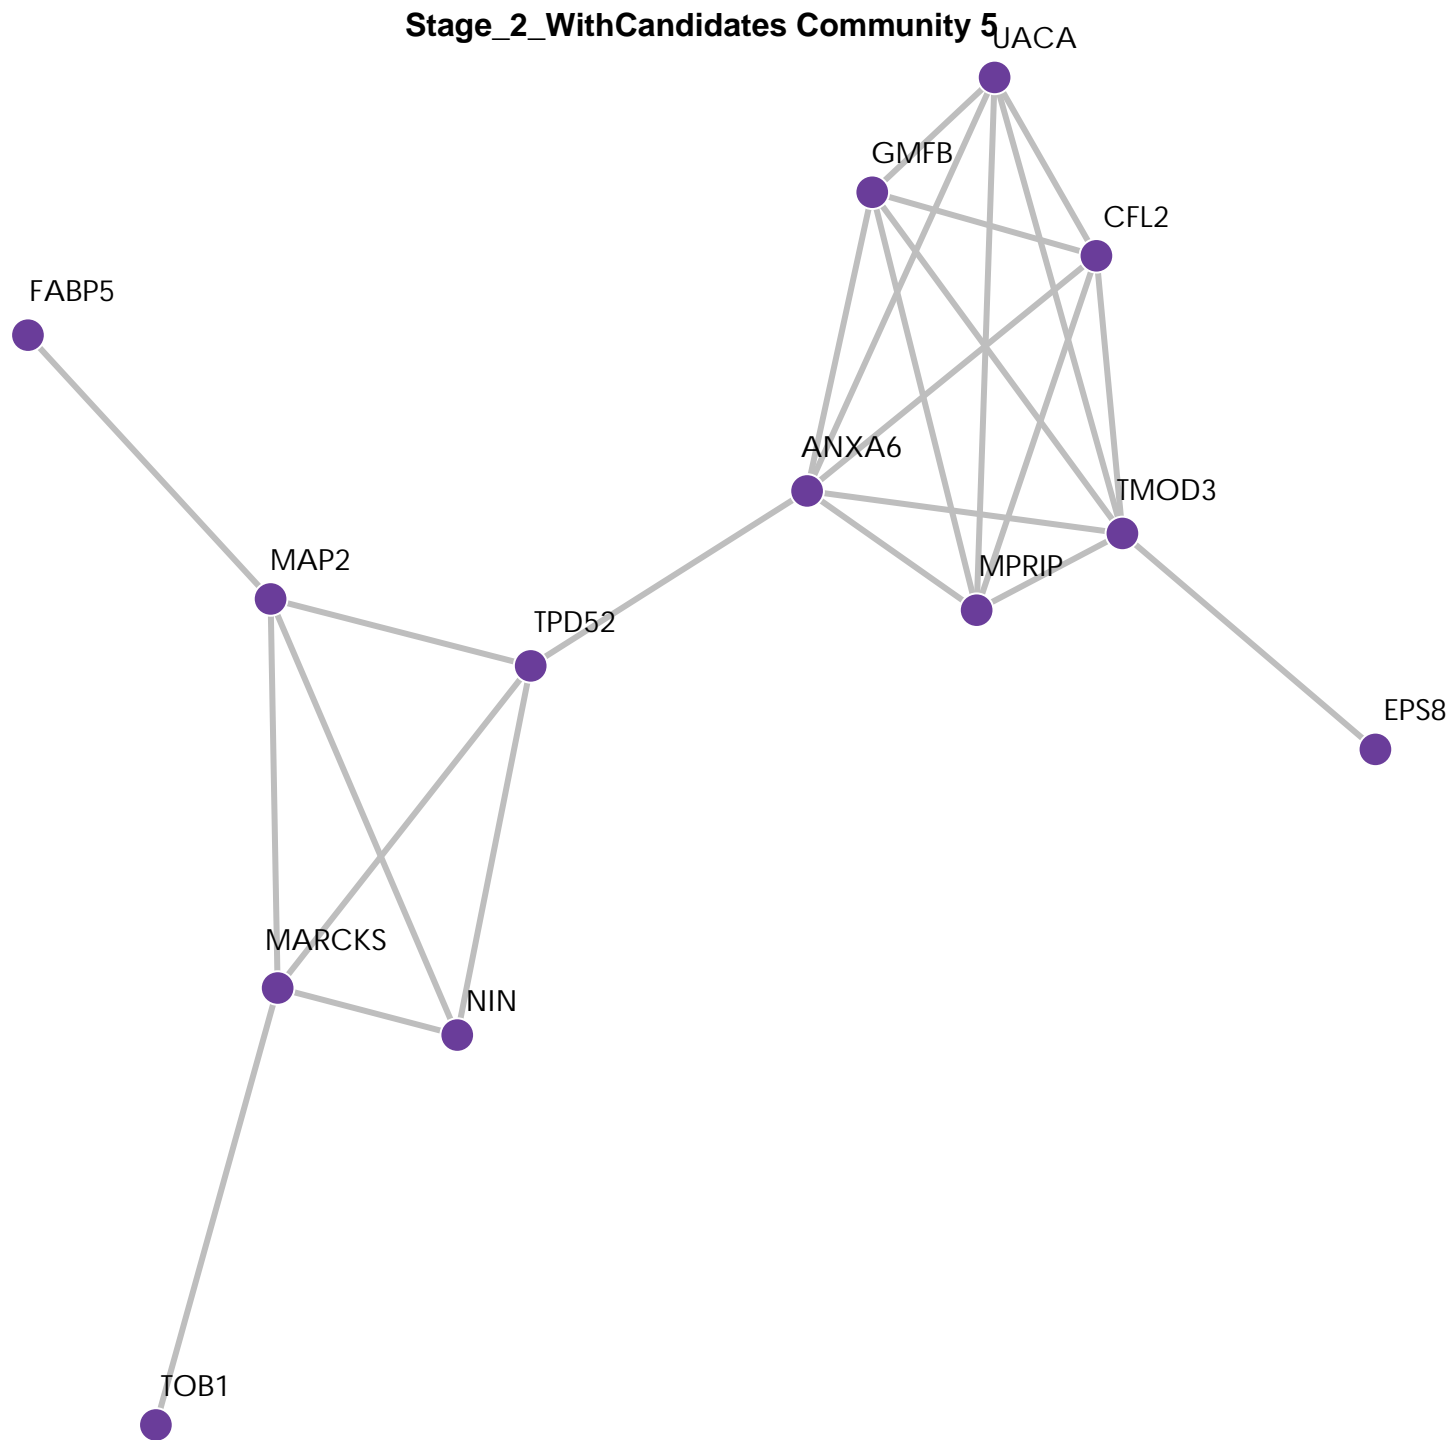 Stage_2_WithCandidates Community 5
UACA
GMFB
CFL2
FABP5
ANXA6
TMOD3
MAP2
MPRIP
TPD52
EPS8
MARCKS
NIN
TOB1